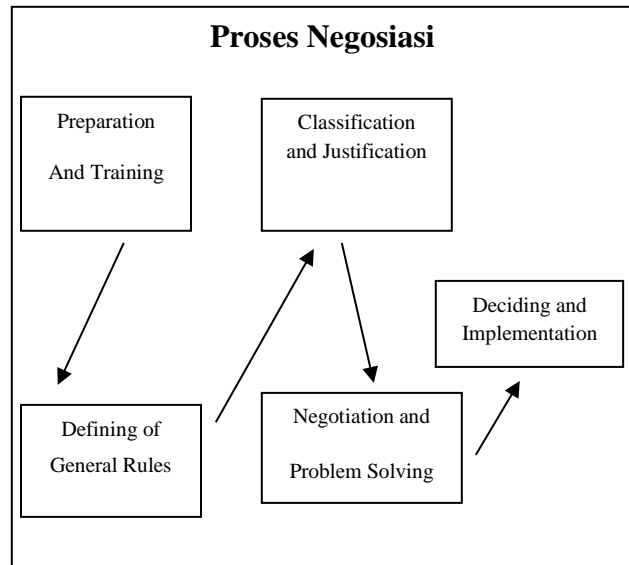 Proses Negosiasi
Preparation
And Training
Classification
and Justification
Deciding and
Implementation
Defining of
General Rules
Negotiation and
Problem Solving